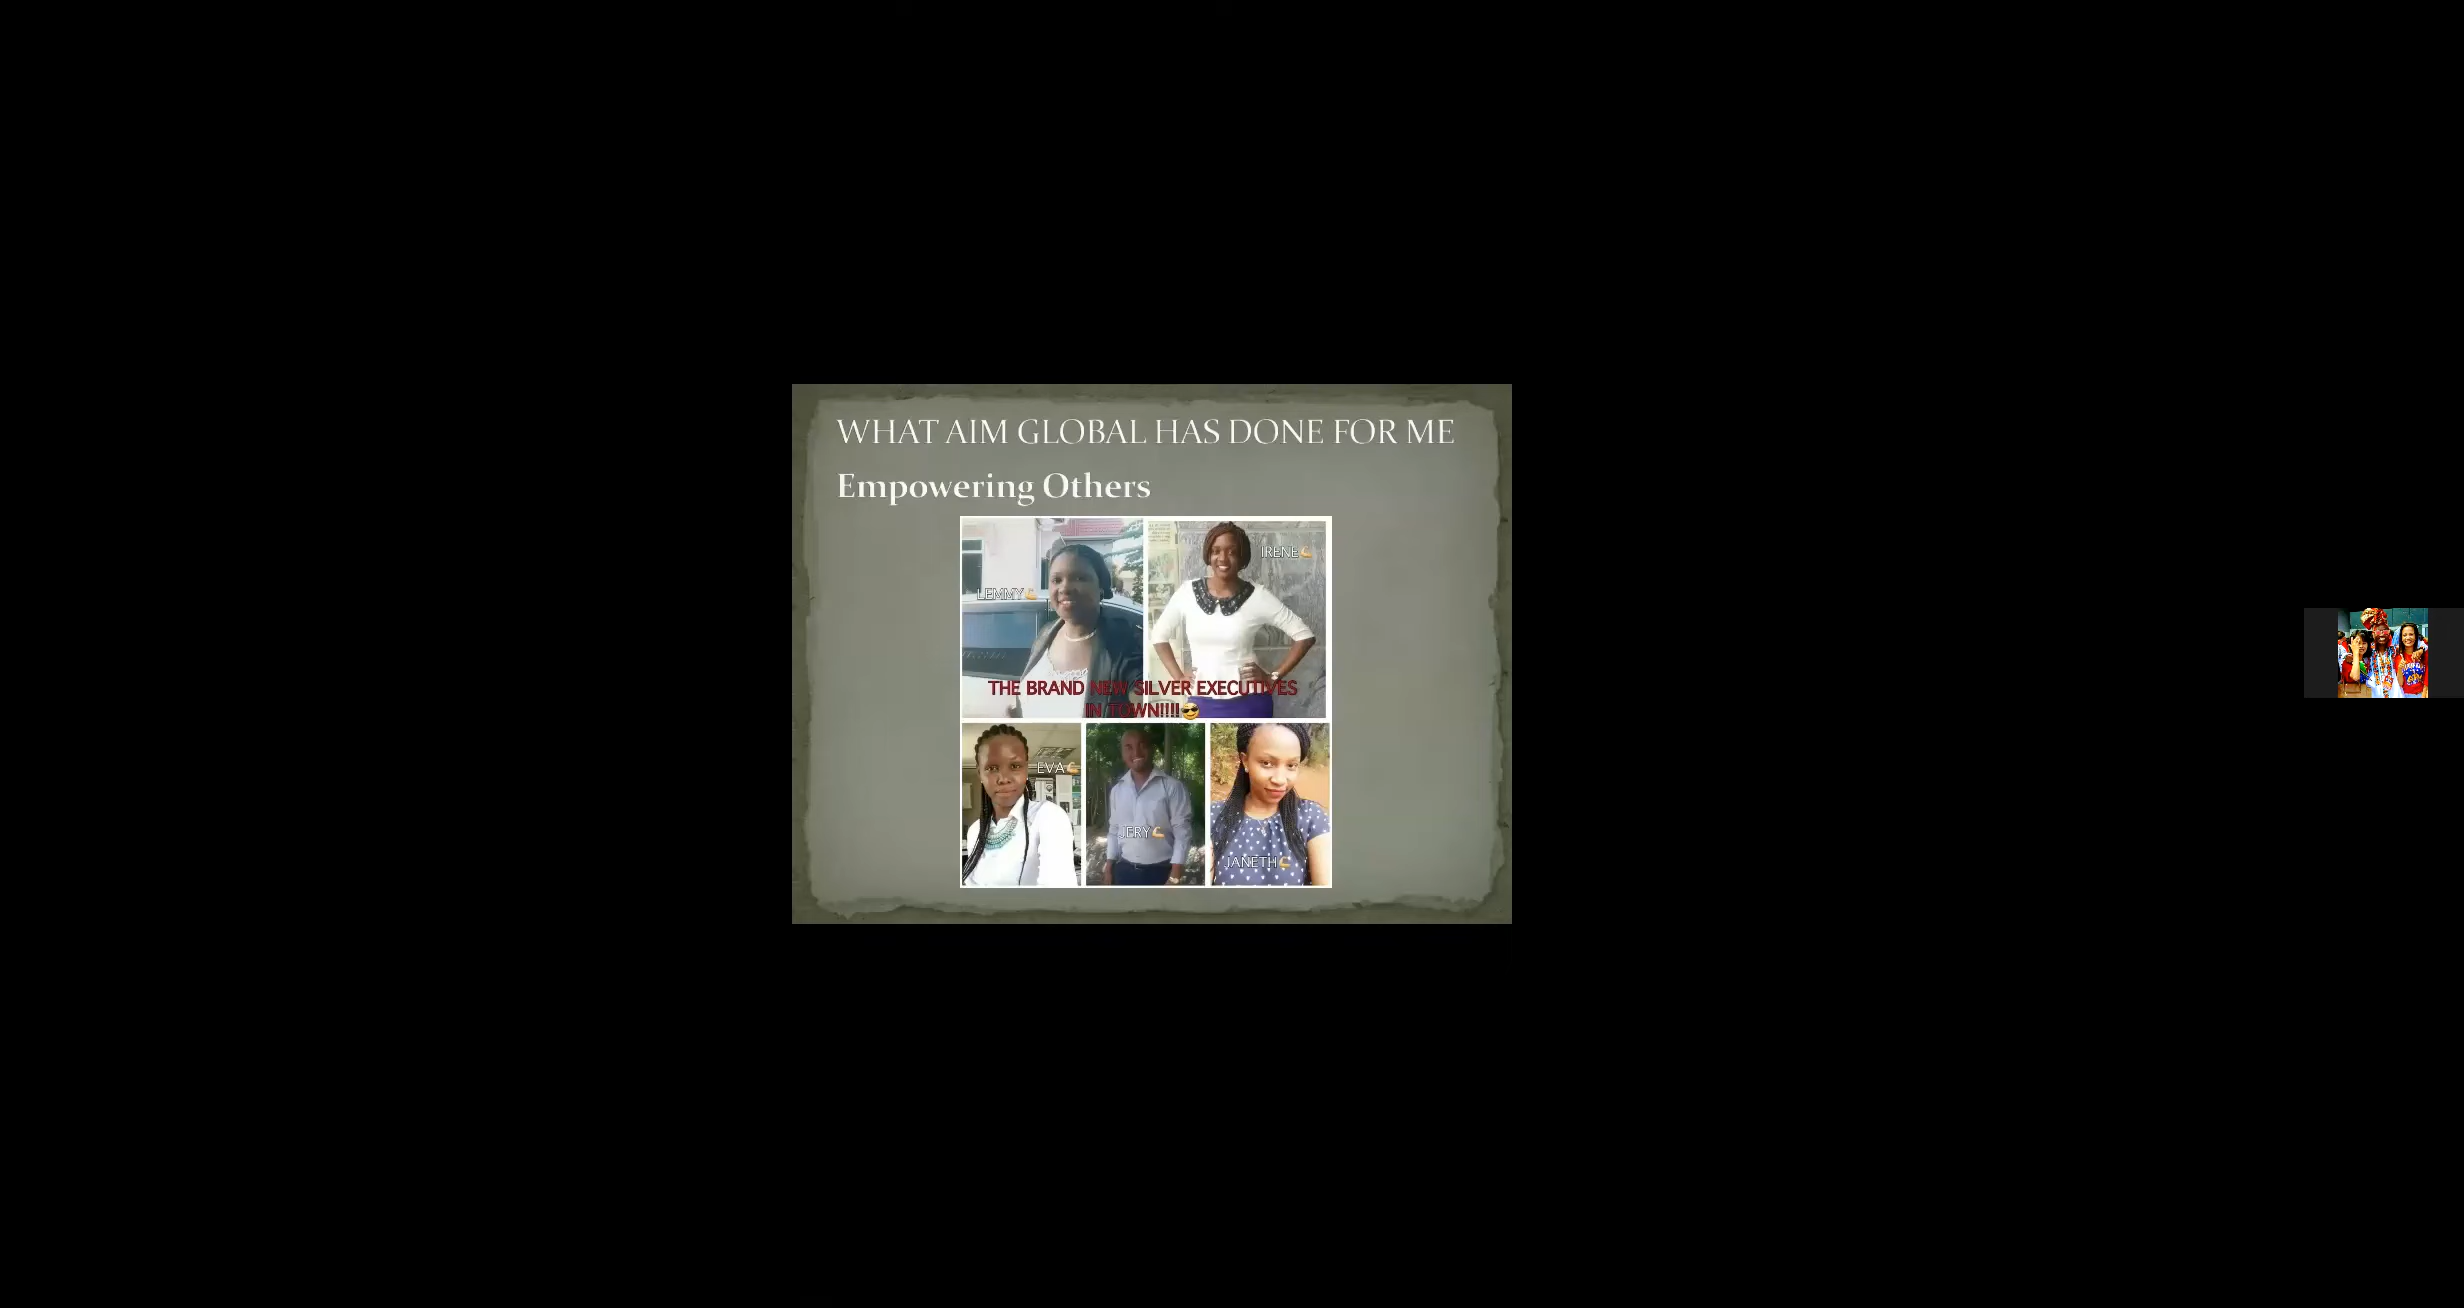 WHAT AIM GLOBAL HAS DONE FOR ME
Empowering Others
LEMMY💪
IRENE💪
THE BRAND NEW SILVER EXECUTIVES
IN TOWN!!!!😎
EVA💪
JERY💪
JANETH💪